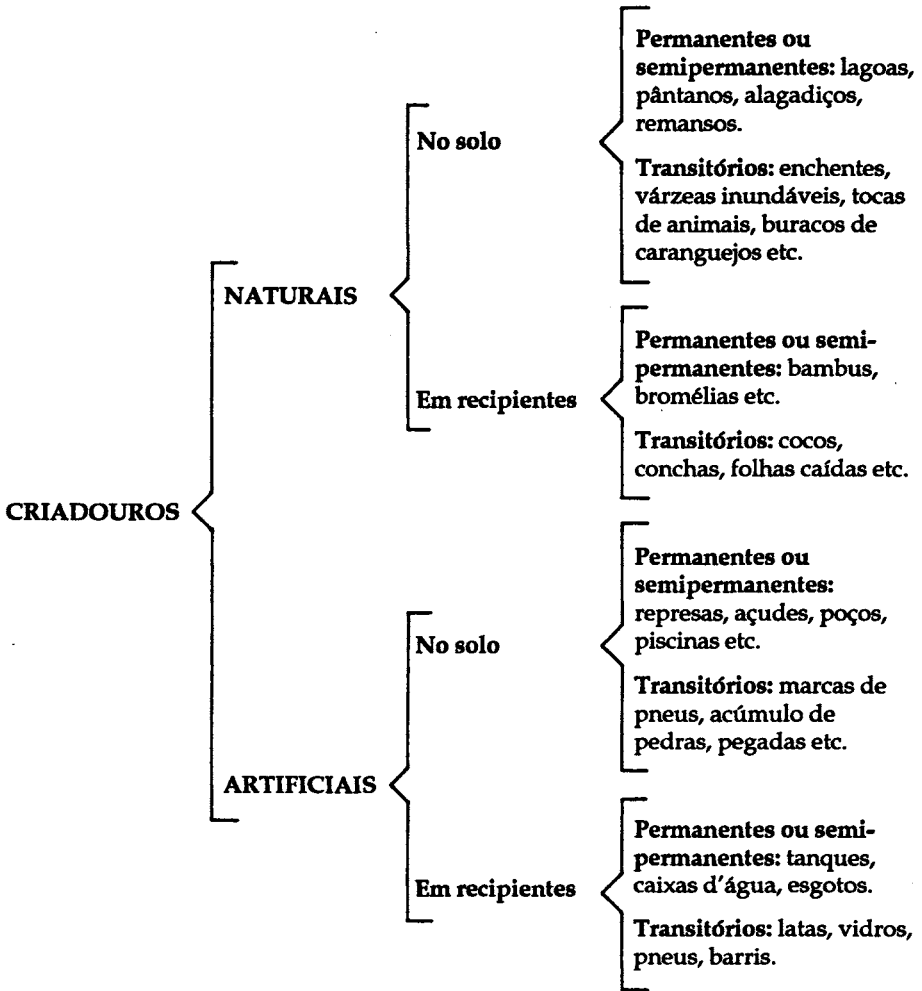 CRIADOUROS
NATURAIS
No solo
Permanentes ou
semipermanentes: lagoas,
pântanos, alagadiços,
remansos.
Transitórios: enchentes,
várzeas inundáveis, tocas
de animais, buracos de
caranguejos etc.
Em recipientes
Permanentes ou semi-
permanentes: bambus,
bromélias etc.
Transitórios: cocos,
conchas, folhas caídas etc.
ARTIFICIAIS
No solo
Permanentes ou
semipermanentes:
represas, açudes, poços,
piscinas etc.
Transitórios: marcas de
pneus, acúmulo de
pedras, pegadas etc.
Em recipientes
Permanentes ou semi-
permanentes: tanques,
caixas d'água, esgotos.
Transitórios: latas, vidros,
pneus, barris.